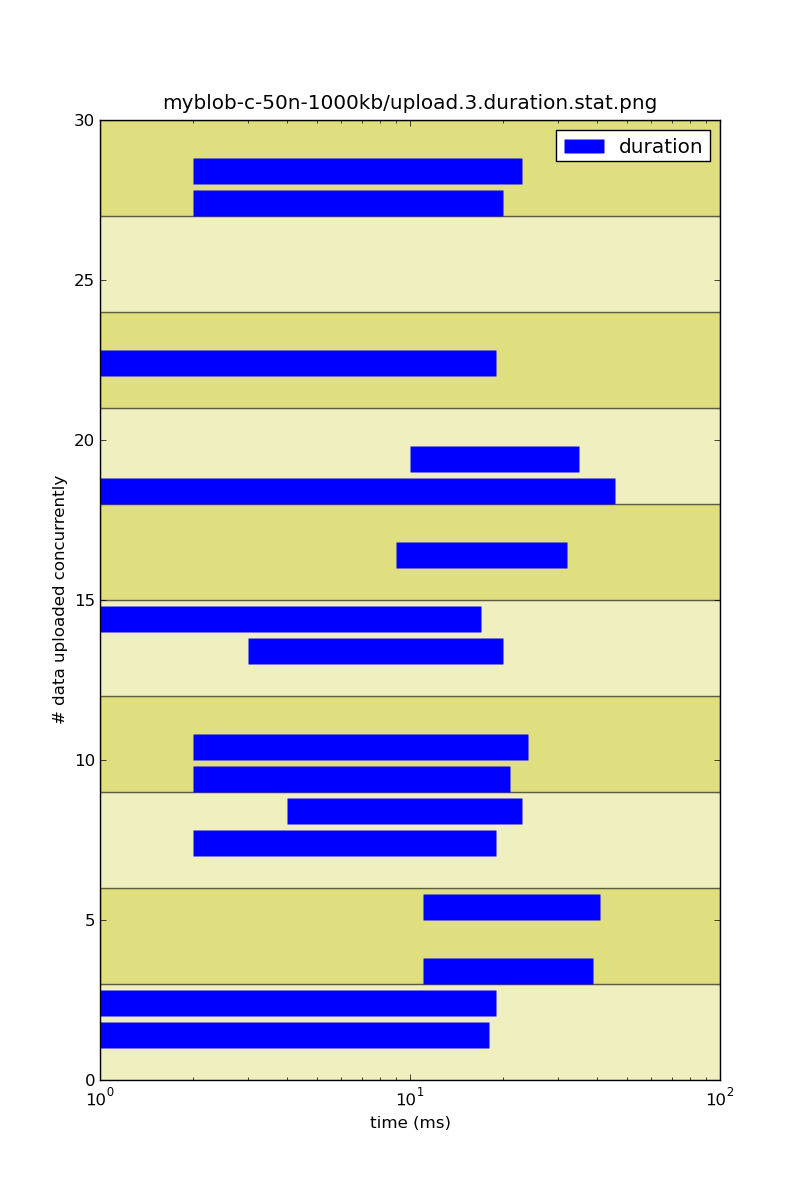 myblob-c-50n-1000kb/upload.3.duration.stat.png
duration
30
25
20
15
10
5
0
# data uploaded concurrently
10^0 10^1 10^2
time (ms)